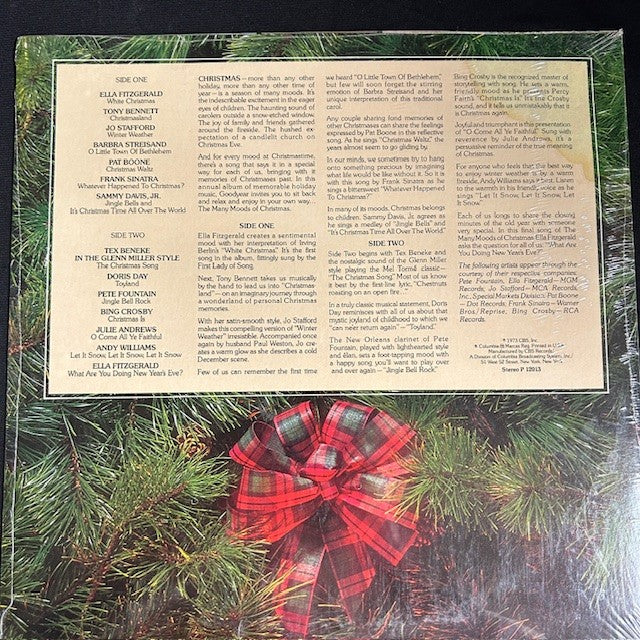 SIDE ONE
ELLA FITZGERALD
White Christmas
TONY BENNETT
Christmasland
JO STAFFORD
Winter Weather
BARBRA STREISAND
O Little Town Of Bethlehem
PAT BOONE
Christmas Waltz
FRANK SINATRA
Whatever Happened To Christmas?
SAMMY DAVIS, JR.
Jingle Bells and
It's Christmas Time All Over The World
SIDE TWO
TEX BENEKE
IN THE GLENN MILLER STYLE
The Christmas Song
DORIS DAY
Toyland
PETE FOUNTAIN
Jingle Bell Rock
BING CROSBY
Christmas Is
JULIE ANDREWS
O Come All Ye Faithful
ANDY WILLIAMS
Let It Snow, Let It Snow, Let It Snow
ELLA FITZGERALD
What Are You Doing New Year's Eve?
CHRISTMAS—more than any other
holiday, more than any other time of
year—is a season of many moods. It's
the indescribable excitement in the eager
eyes of children. The haunting sound of
carolers outside a snow-etched window.
The joy of family and friends gathered
around the fireside. The hushed ex-
pectation of a candlelit church on
Christmas Eve.
And for every mood at Christmastime,
there's a song that says it in a special
way for each of us, bringing with it
memories of Christmases past. In this
annual album of memorable holiday
music, Goodyear invites you to sit back
and relax and enjoy in your own way...
The Many Moods of Christmas.
SIDE ONE
Ella Fitzgerald creates a sentimental
mood with her interpretation of Irving
Berlin's "White Christmas." It's the first
song in the album, fittingly sung by the
First Lady of Song.
Next, Tony Bennett takes us musically
by the hand to lead us into "Christmas-
land"—on an imaginary journey through
a wonderland of personal Christmas
memories.
With her satin-smooth style, Jo Stafford
makes this compelling version of "Winter
Weather" irresistible. Accompanied once
again by husband Paul Weston, Jo cre-
ates a warm glow as she describes a cold
December scene.
Few of us can remember the first time
we heard "O Little Town Of Bethlehem,"
but few will soon forget the stirring
emotion of Barbra Streisand and her
unique interpretation of this traditional
carol.
Any couple sharing fond memories of
other Christmases can share the feelings
expressed by Pat Boone in this reflective
song. As he sings "Christmas Waltz," the
years almost seem to go gliding by.
In our minds, we sometimes try to hang
onto something precious by imagining
what life would be like without it. So it is
with this song by Frank Sinatra as he
sings a bittersweet "Whatever Happened
To Christmas?"
In many of its moods, Christmas belongs
to children. Sammy Davis, Jr. agrees as
he sings a medley of "Jingle Bells" and
"It's Christmas Time All Over The World."
SIDE TWO
Side Two begins with Tex Beneke and
the nostalgic sound of the Glenn Miller
style playing the Mel Tormé classic—
"The Christmas Song." Most of us know it
best by the first line lyric, "Chestnuts
roasting on an open fire..."
In a truly classic musical statement, Doris
Day reminisces with all of us about that
mystic joyland of childhood to which we
can "ne'er return again"—"Toyland."
The New Orleans clarinet of Pete
Fountain, played with lighthearted style
and élan, sets a foot-tapping mood with
a happy song you'll want to play over
and over again—"Jingle Bell Rock."
Bing Crosby is the recognized master of
storytelling with song. He is a warm,
friendly mood as he Percy
Faith's "Christmas Is." It's the Crosby
sound, and it tells us unmistakably that it
is Christmas again.
Joyful and triumphant is the presentation
of "O Come All Ye Faithful." Sung with
reverence by Julie Andrews, it's a
persuasive reminder of the true meaning
of Christmas.
For anyone who feels that the best way
to enjoy winter weather is by a warm
fireside, Andy Williams says it best. Listen
to the warmth in his friendly voice as he
sings "Let It Snow, Let It Snow, Let
It Snow."
Each of us longs to share the closing
minutes of the old year with someone
very special. In this final song of "The
Many Moods of Christmas Ella Fitzgerald
asks the question for all of us. "What Are
You Doing New Year's Eve?"
The following artists appear through the
courtesy of their respective companies:
Pete Fountain, Ella Fitzgerald—MGM
Records; Jo Stafford—MCA Records
Inc., Special Markets Division; Pat Boone
—Dot Records; Frank Sinatra—Warner
Bros./Reprise; Bing Crosby—RCA
Records.
℗ 1973 CBS, Inc.
Columbia, ® Marcas Reg. Printed in U.S.A.
Manufactured by CBS Records/
A Division of Columbia Broadcasting System, Inc./
51 West 52 Street, New York, N.Y.
Stereo P 12013